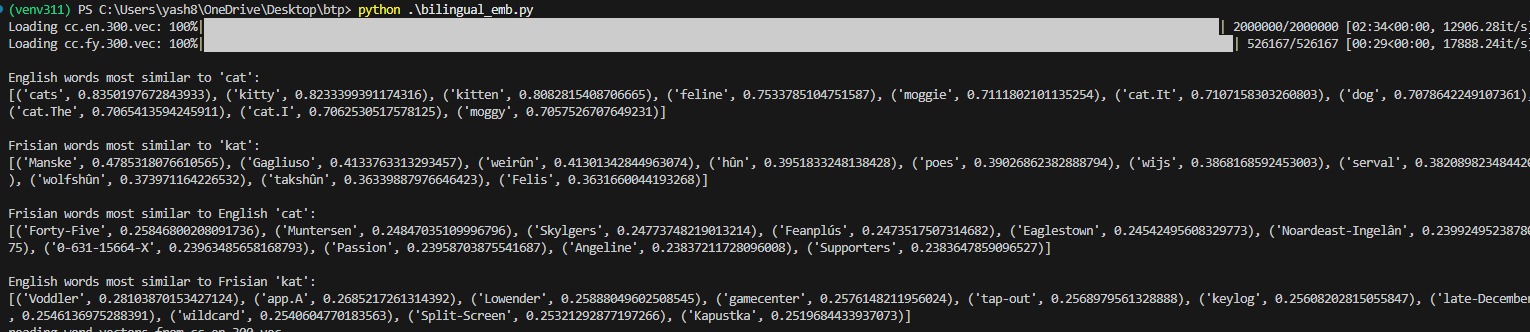 (venv311) PS C:\Users\yash8\OneDrive\Desktop\btp> python .\bilingual_emb.py
Loading cc.en.300.vec: 100%| | 2000000/2000000 [02:34<00:00, 12906.28it/s]
Loading cc.fy.300.vec: 100%| | 526167/526167 [00:29<00:00, 17888.24it/s]
English words most similar to 'cat':
[('cats', 0.8350197672843933), ('kitty', 0.8233399391174316), ('kitten', 0.8082815408706665), ('feline', 0.7533785104751587), ('moggie', 0.7111802101135254), ('cat.It', 0.7107158303260803), ('dog', 0.7078642249107361),
('cat.The', 0.7065413594245911), ('cat.I', 0.7062530517578125), ('moggy', 0.7057526707649231)]
Frisian words most similar to 'kat':
[('Manske', 0.4785318076610565), ('Gagliuso', 0.4133763313293457), ('weirûn', 0.41301342844963074), ('hûn', 0.3951833248138428), ('poes', 0.39026862382888794), ('wijs', 0.3868168592453003), ('serval', 0.382089823484420
), ('wolfshûn', 0.373971164226532), ('takshûn', 0.36339887976646423), ('Felis', 0.3631660044193268)]
Frisian words most similar to English 'cat':
[('Forty-Five', 0.25846800208091736), ('Muntersen', 0.24847035109996796), ('Skylgers', 0.24773748219013214), ('Feanplús', 0.2473517507314682), ('Eaglestown', 0.24542495608329773), ('Noardeast-Ingelân', 0.2399249523878
75), ('0-631-15664-X', 0.23963485658168793), ('Passion', 0.23958703875541687), ('Angeline', 0.23837211728096008), ('Supporters', 0.2383647859096527)]
English words most similar to Frisian 'kat':
[('Voddler', 0.28103870153427124), ('app.A', 0.2685217261314392), ('Lowender', 0.25888049602508545), ('gamecenter', 0.2576148211956024), ('tap-out', 0.2568979561328888), ('keylog', 0.25608202815055847), ('late-December
, 0.2546136975288391), ('wildcard', 0.2540604770183563), ('Split-Screen', 0.25321292877197266), ('Kapustka', 0.2519684433937073)]